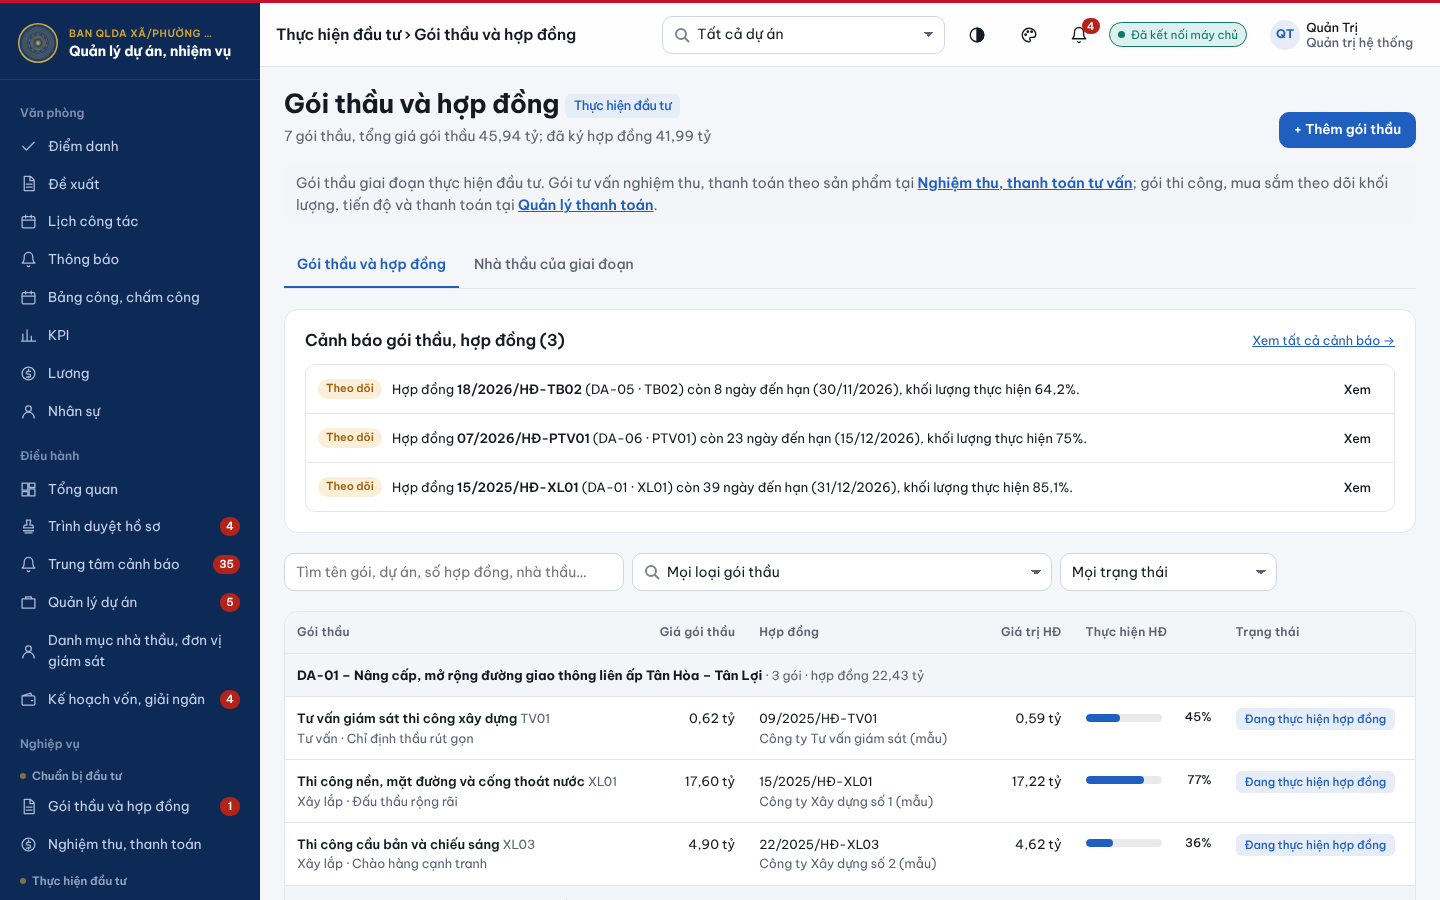 BAN QLDA XÃ/PHƯỜNG ...
Quản lý dự án, nhiệm vụ
Văn phòng
Điểm danh
Đề xuất
Lịch công tác
Thông báo
Bảng công, chấm công
KPI
Lương
Nhân sự
Điều hành
Tổng quan
Trình duyệt hồ sơ 4
Trung tâm cảnh báo 35
Quản lý dự án 5
Danh mục nhà thầu, đơn vị
giám sát
Kế hoạch vốn, giải ngân 4
Nghiệp vụ
Chuẩn bị đầu tư
Gói thầu và hợp đồng 1
Nghiệm thu, thanh toán
Thực hiện đầu tư
Thực hiện đầu tư › Gói thầu và hợp đồng
Tất cả dự án
4
Đã kết nối máy chủ
QT
Quản Trị
Quản trị hệ thống
Gói thầu và hợp đồng Thực hiện đầu tư
7 gói thầu, tổng giá gói thầu 45,94 tỷ; đã ký hợp đồng 41,99 tỷ
+ Thêm gói thầu
Gói thầu giai đoạn thực hiện đầu tư. Gói tư vấn nghiệm thu, thanh toán theo sản phẩm tại Nghiệm thu, thanh toán tư vấn; gói thi công, mua sắm theo dõi khối
lượng, tiến độ và thanh toán tại Quản lý thanh toán.
Gói thầu và hợp đồng Nhà thầu của giai đoạn
Cảnh báo gói thầu, hợp đồng (3) Xem tất cả cảnh báo →
Theo dõi Hợp đồng 18/2026/HĐ-TB02 (DA-05 · TB02) còn 8 ngày đến hạn (30/11/2026), khối lượng thực hiện 64,2%. Xem
Theo dõi Hợp đồng 07/2026/HĐ-PTV01 (DA-06 · PTV01) còn 23 ngày đến hạn (15/12/2026), khối lượng thực hiện 75%. Xem
Theo dõi Hợp đồng 15/2025/HĐ-XL01 (DA-01 · XL01) còn 39 ngày đến hạn (31/12/2026), khối lượng thực hiện 85,1%. Xem
Tìm tên gói, dự án, số hợp đồng, nhà thầu... Mọi loại gói thầu Mọi trạng thái
Gói thầu Giá gói thầu Hợp đồng Giá trị HĐ Thực hiện HĐ Trạng thái
DA-01 – Nâng cấp, mở rộng đường giao thông liên ấp Tân Hòa – Tân Lợi · 3 gói · hợp đồng 22,43 tỷ
Tư vấn giám sát thi công xây dựng TV01 0,62 tỷ 09/2025/HĐ-TV01 0,59 tỷ 45% Đang thực hiện hợp đồng
Tư vấn · Chỉ định thầu rút gọn Công ty Tư vấn giám sát (mẫu)
Thi công nền, mặt đường và cống thoát nước XL01 17,60 tỷ 15/2025/HĐ-XL01 17,22 tỷ 77% Đang thực hiện hợp đồng
Xây lắp · Đấu thầu rộng rãi Công ty Xây dựng số 1 (mẫu)
Thi công cầu bản và chiếu sáng XL03 4,90 tỷ 22/2025/HĐ-XL03 4,62 tỷ 36% Đang thực hiện hợp đồng
Xây lắp · Chào hàng cạnh tranh Công ty Xây dựng số 2 (mẫu)